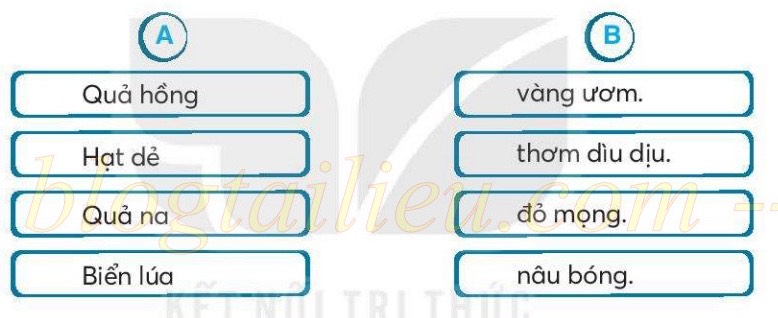 A B
Quả hồng vàng ươm.
Hạt dẻ thơm dìu dịu.
Quả na đỏ mọng.
Biển lúa nâu bóng.
blogtailieu.com --
KẾT NỐI TRI THỨC